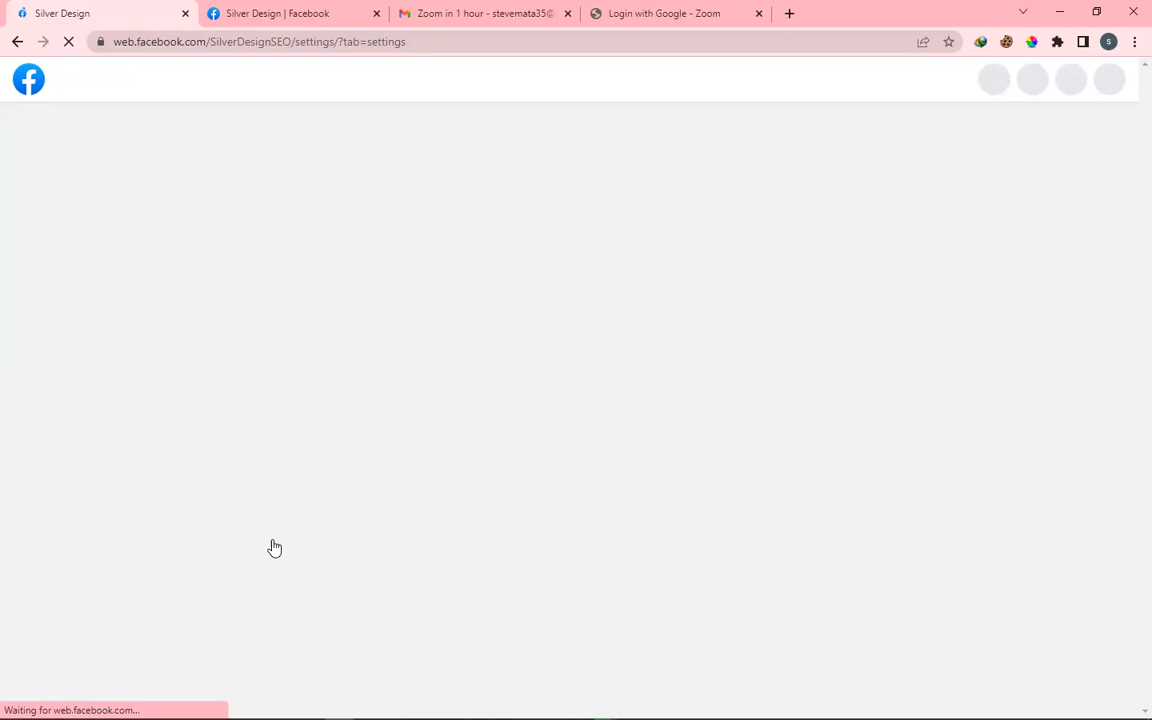 Silver Design
Silver Design | Facebook
Zoom in 1 hour - stevemata35@
Login with Google - Zoom
web.facebook.com/SilverDesignSEO/settings/?tab=settings
S
Waiting for web.facebook.com...